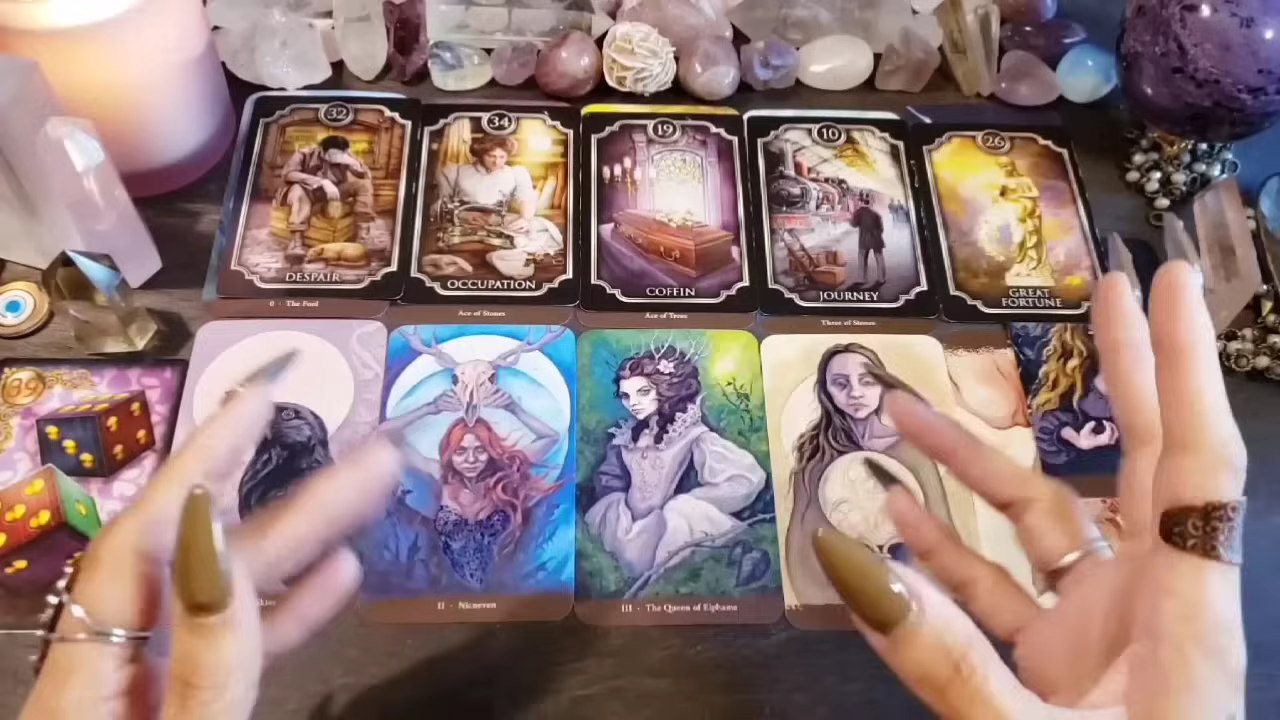 32
DESPAIR
34
OCCUPATION
19
COFFIN
10
JOURNEY
26
GREAT
FORTUNE
0 · The Fool
Ace of Stones
Ace of Trees
Three of Stones
99
II · Nicneven
III · The Queen of Elphame